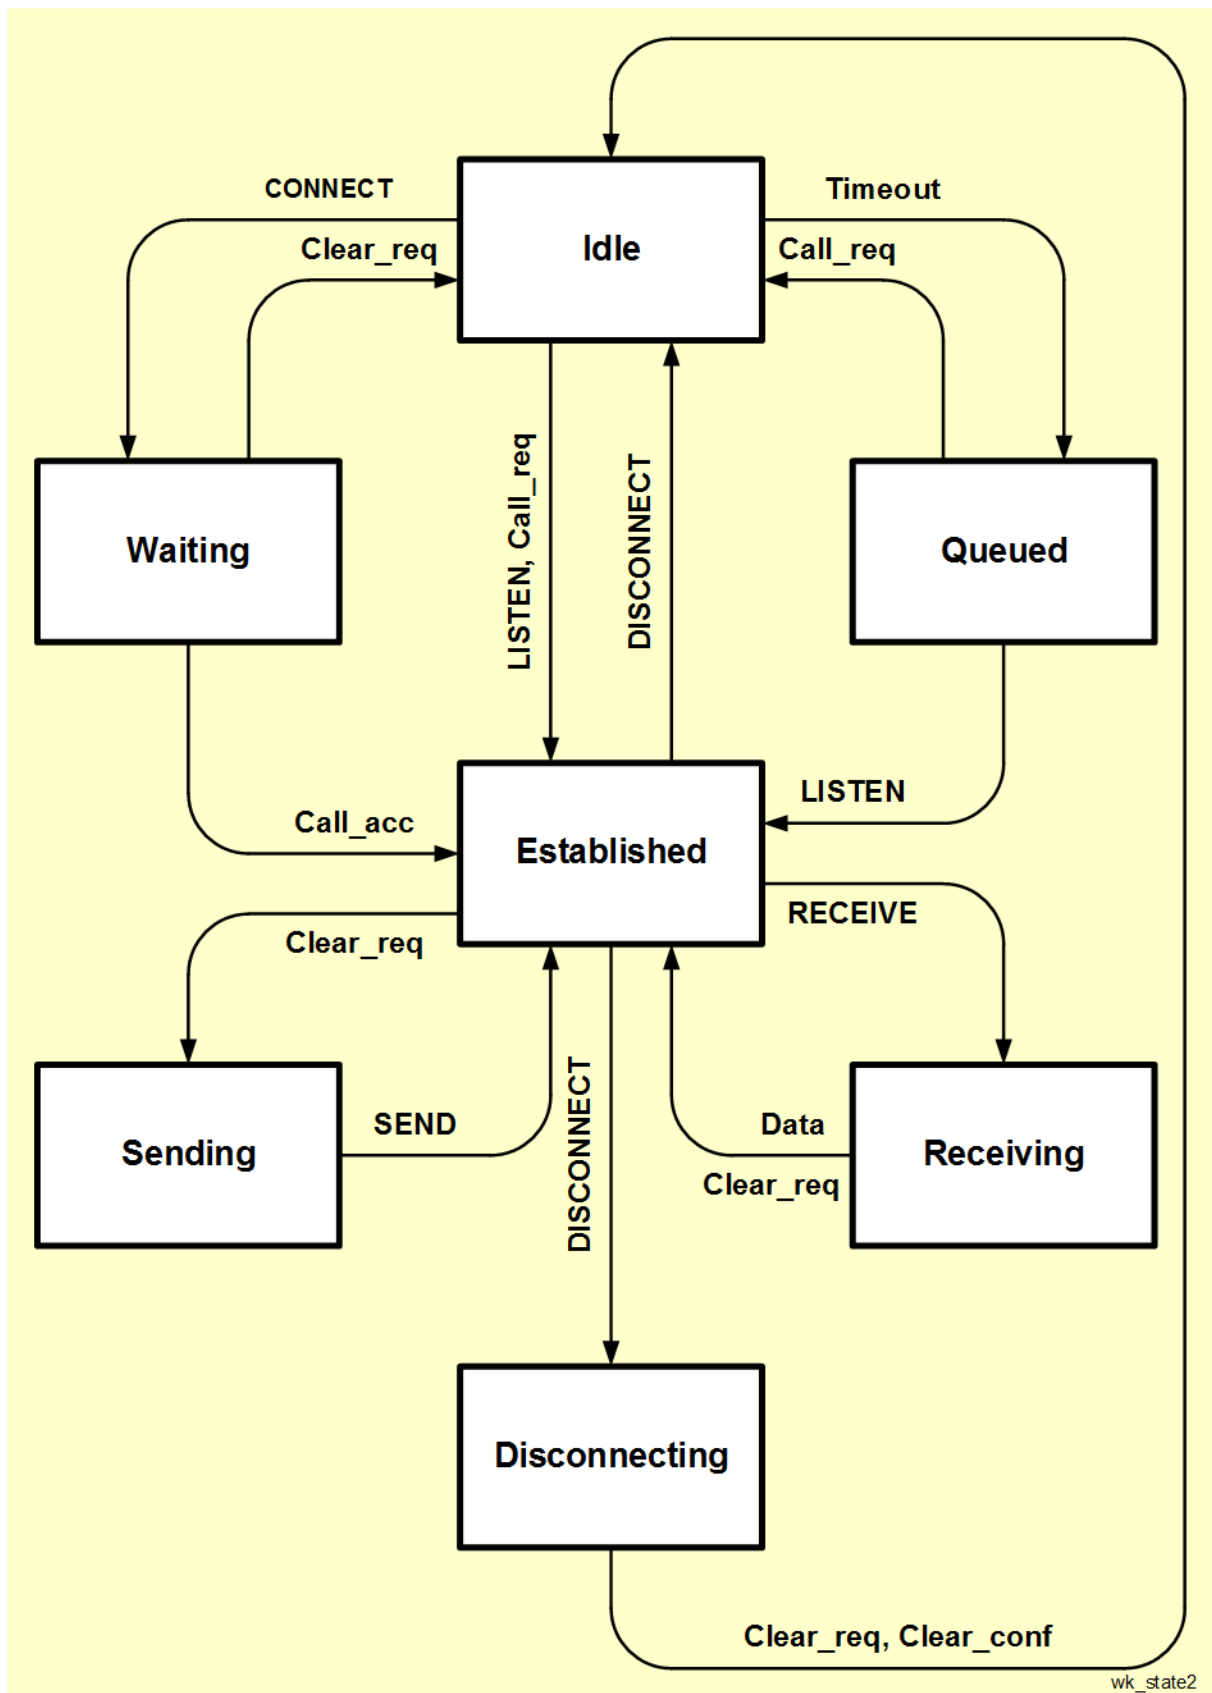 CONNECT
Timeout
Clear_req
Idle
Call_req
LISTEN, Call_req
DISCONNECT
Waiting
Queued
LISTEN
Call_acc
Established
RECEIVE
Clear_req
DISCONNECT
SEND
Data
Sending
Receiving
Clear_req
Disconnecting
Clear_req, Clear_conf
wk_state2